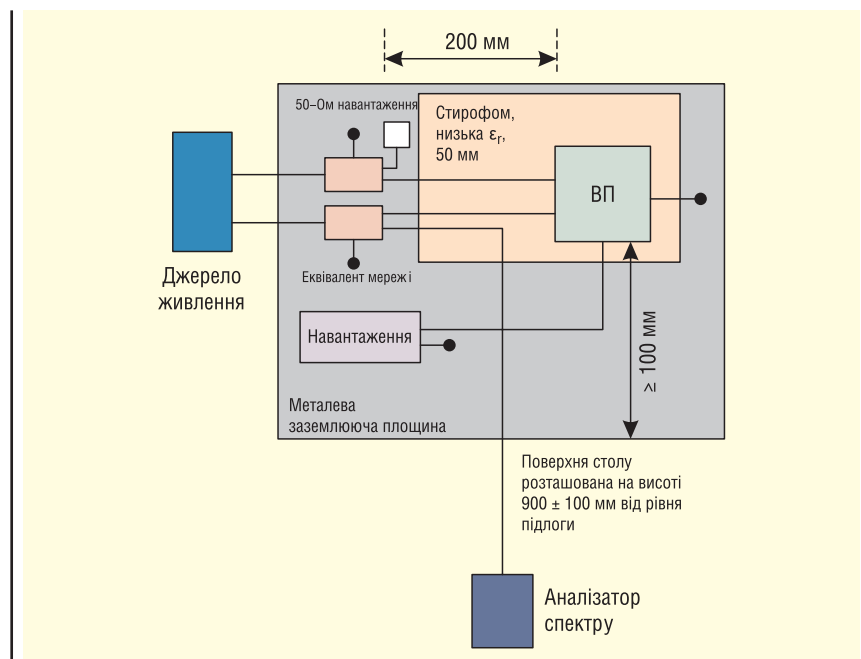 200 мм
50–Ом навантаження
Стирофом,
низька εr,
50 мм
ВП
Джерело
живлення
Еквівалент мережі
Навантаження
≥ 100 мм
Металева
заземлююча площина
Поверхня столу
розташована на висоті
900 ± 100 мм від рівня
підлоги
Аналізатор
спектру